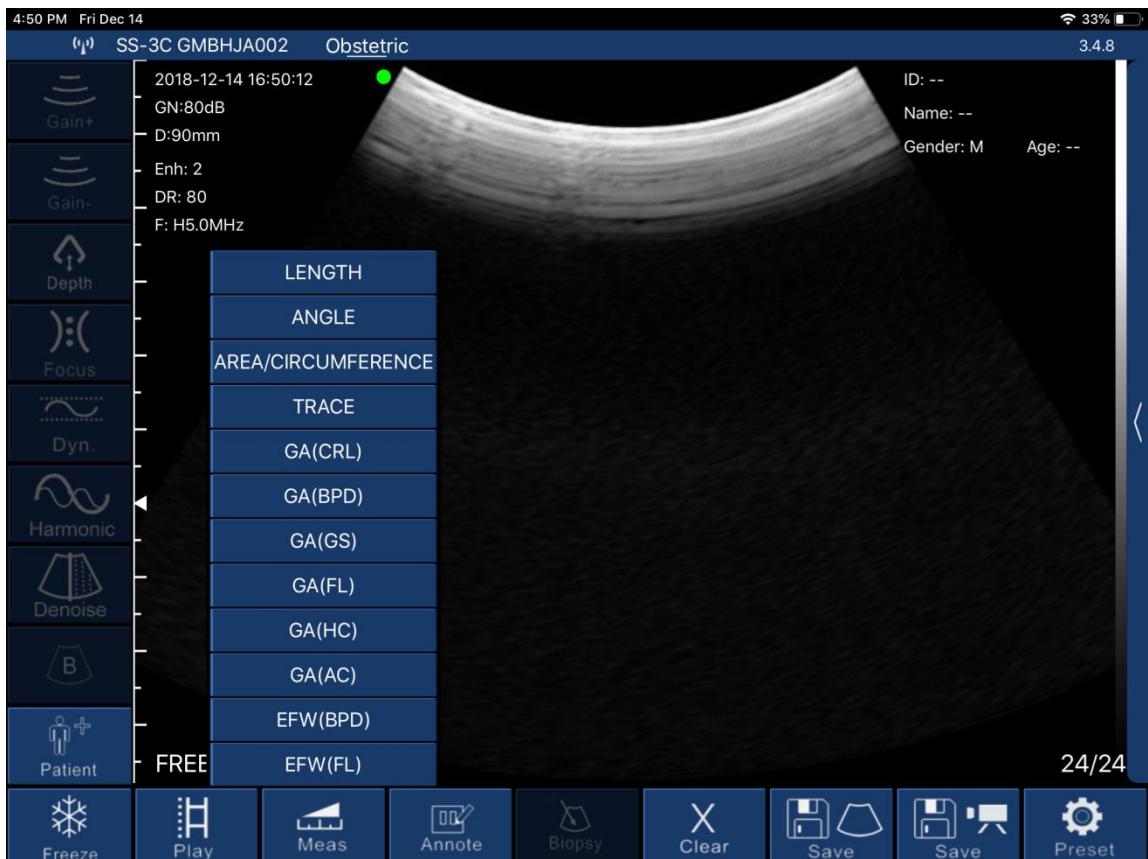 4:50 PM Fri Dec 14 33%
SS-3C GMBHJA002 Obstetric 3.4.8
2018-12-14 16:50:12 ID: --
GN:80dB Name: --
D:90mm Gender: M Age: --
Enh: 2
DR: 80
F: H5.0MHz
Gain+
Gain-
Depth
Focus
Dyn.
Harmonic
Denoise
B
Patient
LENGTH
ANGLE
AREA/CIRCUMFERENCE
TRACE
GA(CRL)
GA(BPD)
GA(GS)
GA(FL)
GA(HC)
GA(AC)
EFW(BPD)
EFW(FL)
FREE 24/24
Freeze Play Meas Annote Biopsy Clear Save Save Preset